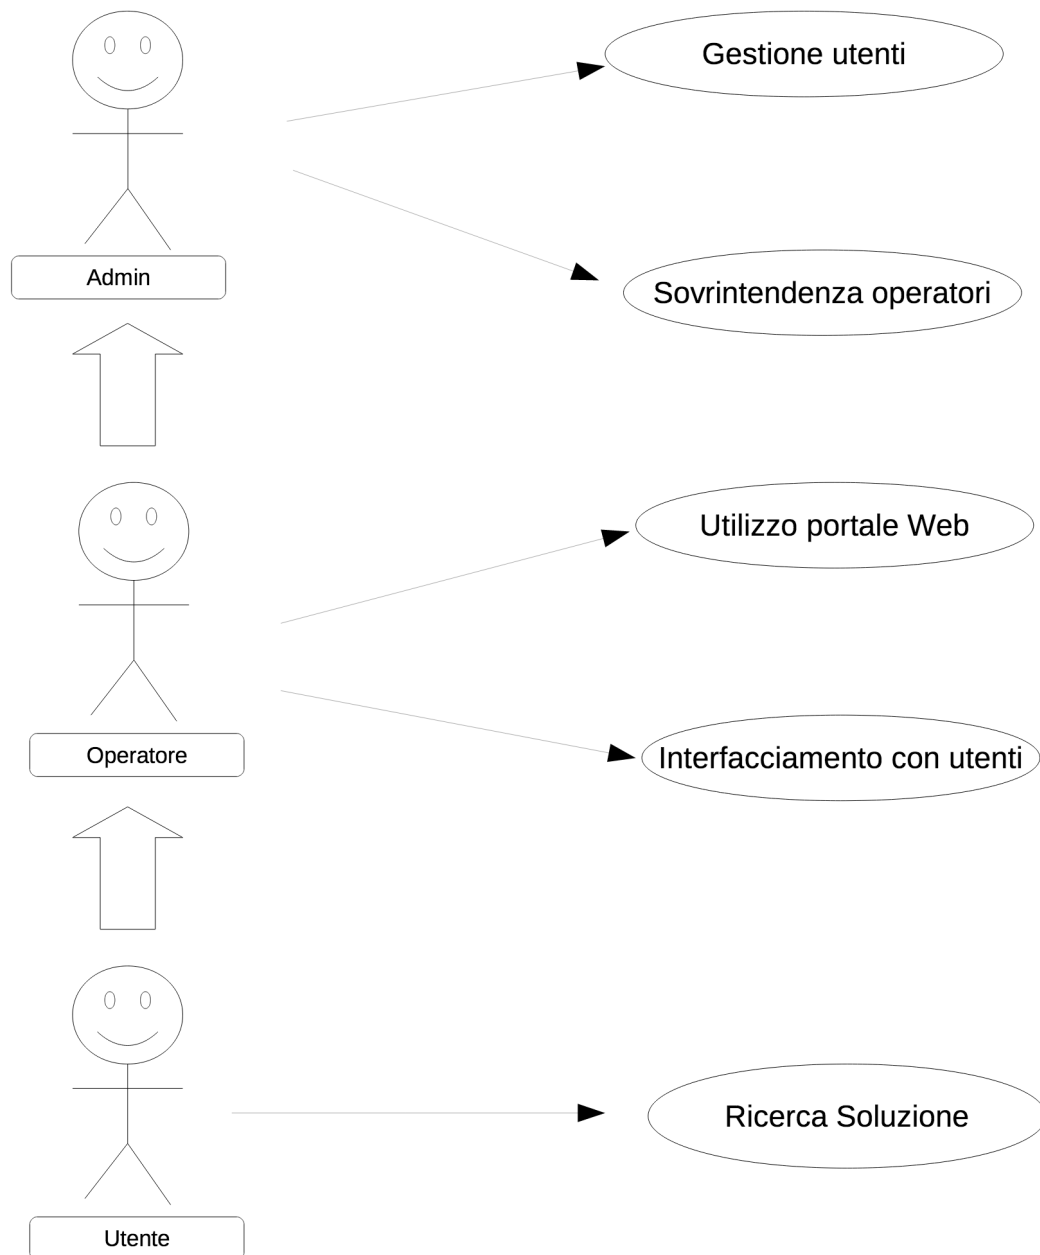 Gestione utenti
Admin
Sovrintendenza operatori
Utilizzo portale Web
Operatore
Interfacciamento con utenti
Ricerca Soluzione
Utente